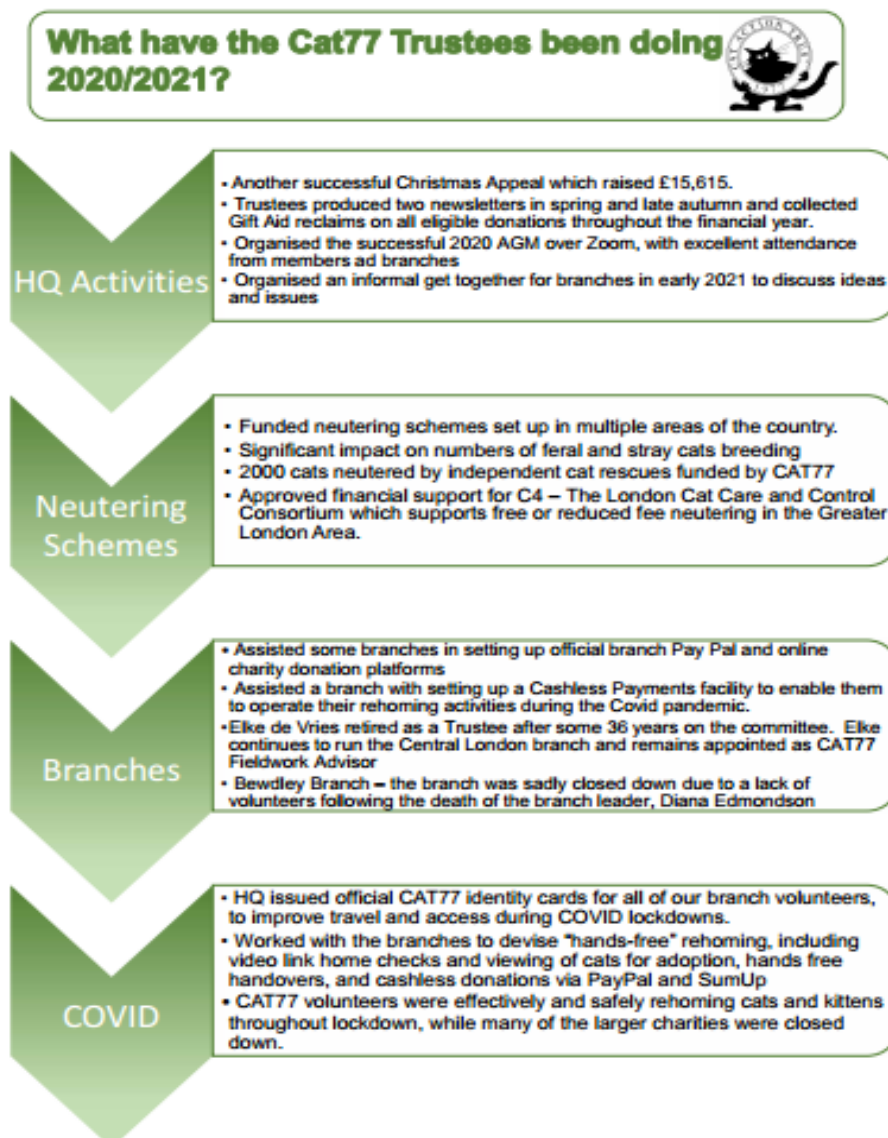 What have the Cat77 Trustees been doing
2020/2021?
CAT ACTION TRUST
1977
HQ Activities
▪ Another successful Christmas Appeal which raised £15,615.
▪ Trustees produced two newsletters in spring and late autumn and collected
Gift Aid reclaims on all eligible donations throughout the financial year.
▪ Organised the successful 2020 AGM over Zoom, with excellent attendance
from members ad branches
▪ Organised an informal get together for branches in early 2021 to discuss ideas
and issues
Neutering
Schemes
• Funded neutering schemes set up in multiple areas of the country.
• Significant impact on numbers of feral and stray cats breeding
• 2000 cats neutered by independent cat rescues funded by CAT77
• Approved financial support for C4 – The London Cat Care and Control
Consortium which supports free or reduced fee neutering in the Greater
London Area.
Branches
• Assisted some branches in setting up official branch Pay Pal and online
charity donation platforms
• Assisted a branch with setting up a Cashless Payments facility to enable them
to operate their rehoming activities during the Covid pandemic.
•Elke de Vries retired as a Trustee after some 36 years on the committee. Elke
continues to run the Central London branch and remains appointed as CAT77
Fieldwork Advisor
• Bewdley Branch – the branch was sadly closed down due to a lack of
volunteers following the death of the branch leader, Diana Edmondson
COVID
• HQ issued official CAT77 identity cards for all of our branch volunteers,
to improve travel and access during COVID lockdowns.
• Worked with the branches to devise "hands-free" rehoming, including
video link home checks and viewing of cats for adoption, hands free
handovers, and cashless donations via PayPal and SumUp
• CAT77 volunteers were effectively and safely rehoming cats and kittens
throughout lockdown, while many of the larger charities were closed
down.